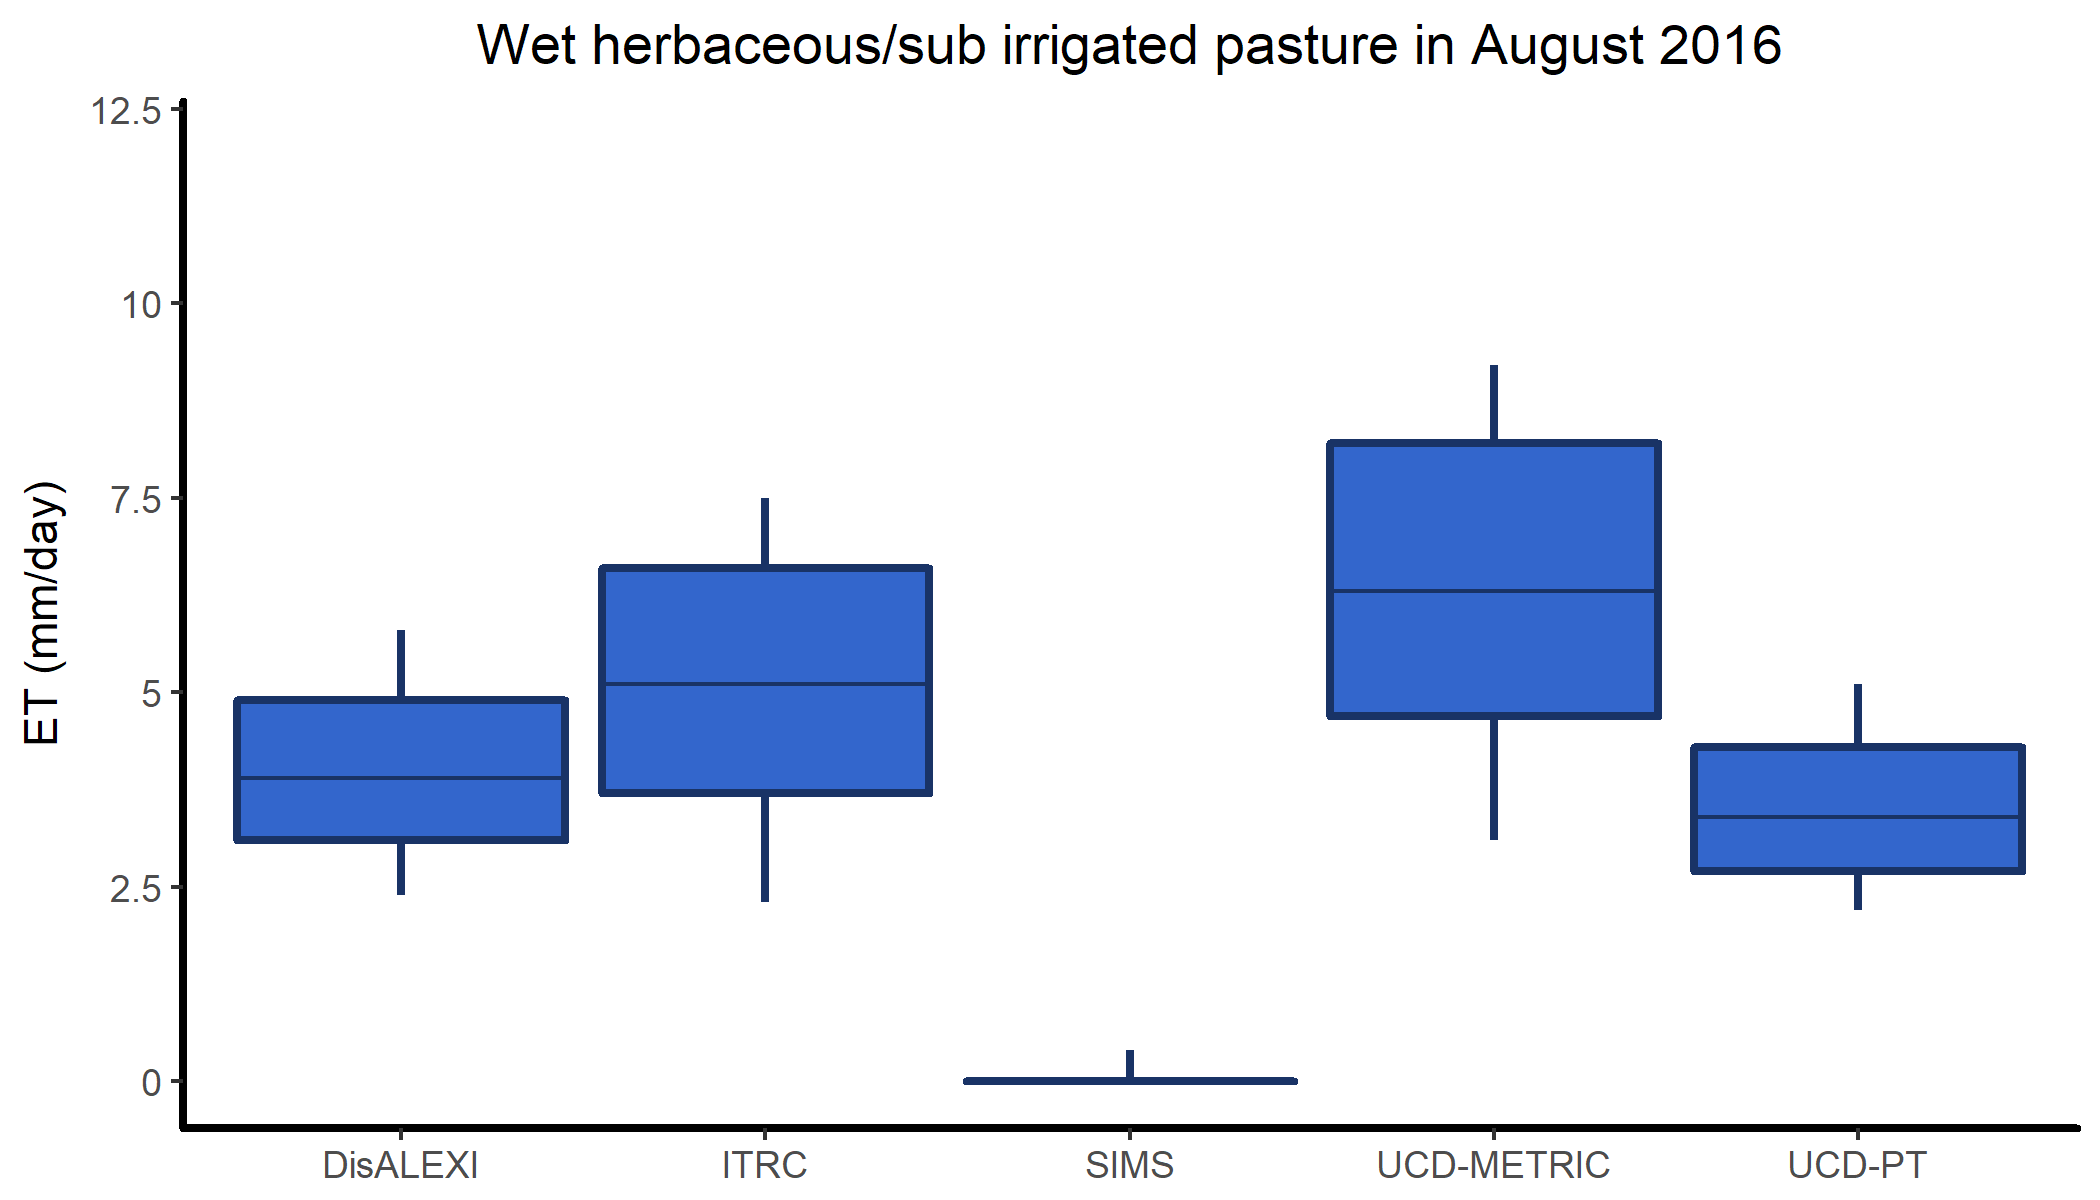 Wet herbaceous/sub irrigated pasture in August 2016
12.5
10
7.5
5
2.5
0
ET (mm/day)
DisALEXI ITRC SIMS UCD-METRIC UCD-PT